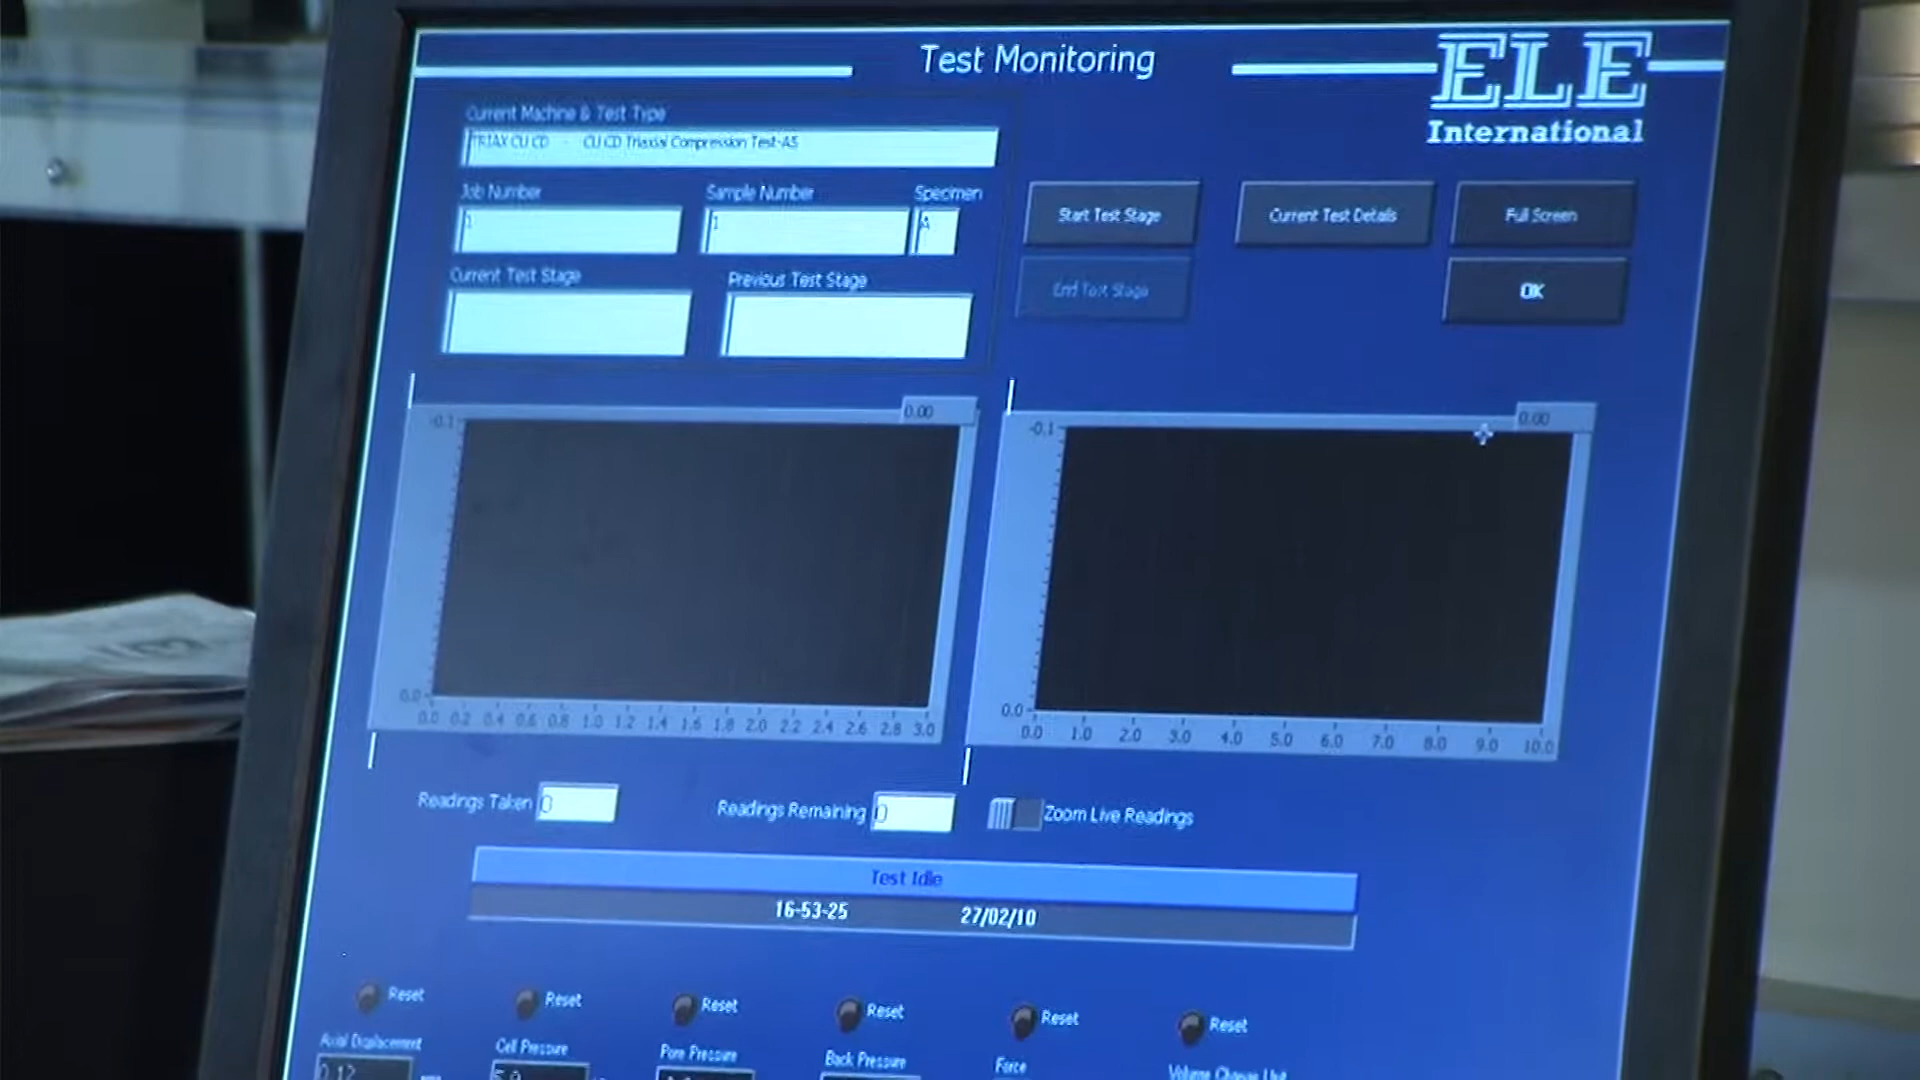 Test Monitoring
ELE
International
Current Machine & Test Type
TRIAX CU CD - CU CD Triaxial Compression Test-AS
Job Number Sample Number Specimen
1 1 A
Start Test Stage Current Test Details Full Screen
Current Test Stage Previous Test Stage
End Test Stage OK
0.00 0.00
-0.1 -0.1
0.0 0.0
0.0 0.2 0.4 0.6 0.8 1.0 1.2 1.4 1.6 1.8 2.0 2.2 2.4 2.6 2.8 3.0
0.0 1.0 2.0 3.0 4.0 5.0 6.0 7.0 8.0 9.0 10.0
Readings Taken 0 Readings Remaining 0 Zoom Live Readings
Test Idle
16-53-25 27/02/10
Reset Reset Reset Reset Reset Reset
Axial Displacement Cell Pressure Pore Pressure Back Pressure Force Volume Change Unit
0.12